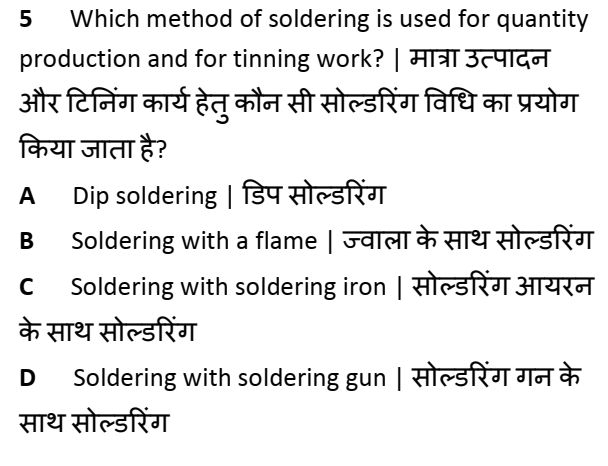 5 Which method of soldering is used for quantity
production and for tinning work? | मात्रा उत्पादन
और टिनिंग कार्य हेतु कौन सी सोल्डरिंग विधि का प्रयोग
किया जाता है?
A Dip soldering | डिप सोल्डरिंग
B Soldering with a flame | ज्वाला के साथ सोल्डरिंग
C Soldering with soldering iron | सोल्डरिंग आयरन
के साथ सोल्डरिंग
D Soldering with soldering gun | सोल्डरिंग गन के
साथ सोल्डरिंग